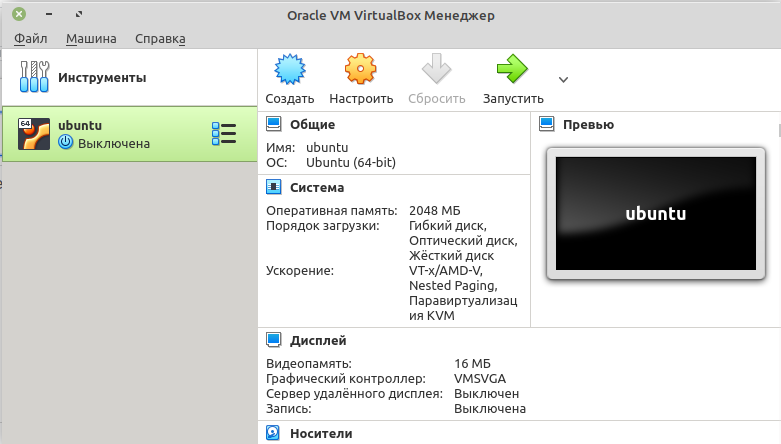 Oracle VM VirtualBox Менеджер
Файл Машина Справка
Инструменты
Создать Настроить Сбросить Запустить
64
ubuntu
Выключена
Общие
Имя: ubuntu
ОС: Ubuntu (64-bit)
Превью
ubuntu
Система
Оперативная память: 2048 МБ
Порядок загрузки: Гибкий диск,
Оптический диск,
Жёсткий диск
Ускорение: VT-x/AMD-V,
Nested Paging,
Паравиртуализац
ия KVM
Дисплей
Видеопамять: 16 МБ
Графический контроллер: VMSVGA
Сервер удалённого дисплея: Выключен
Запись: Выключена
Носители